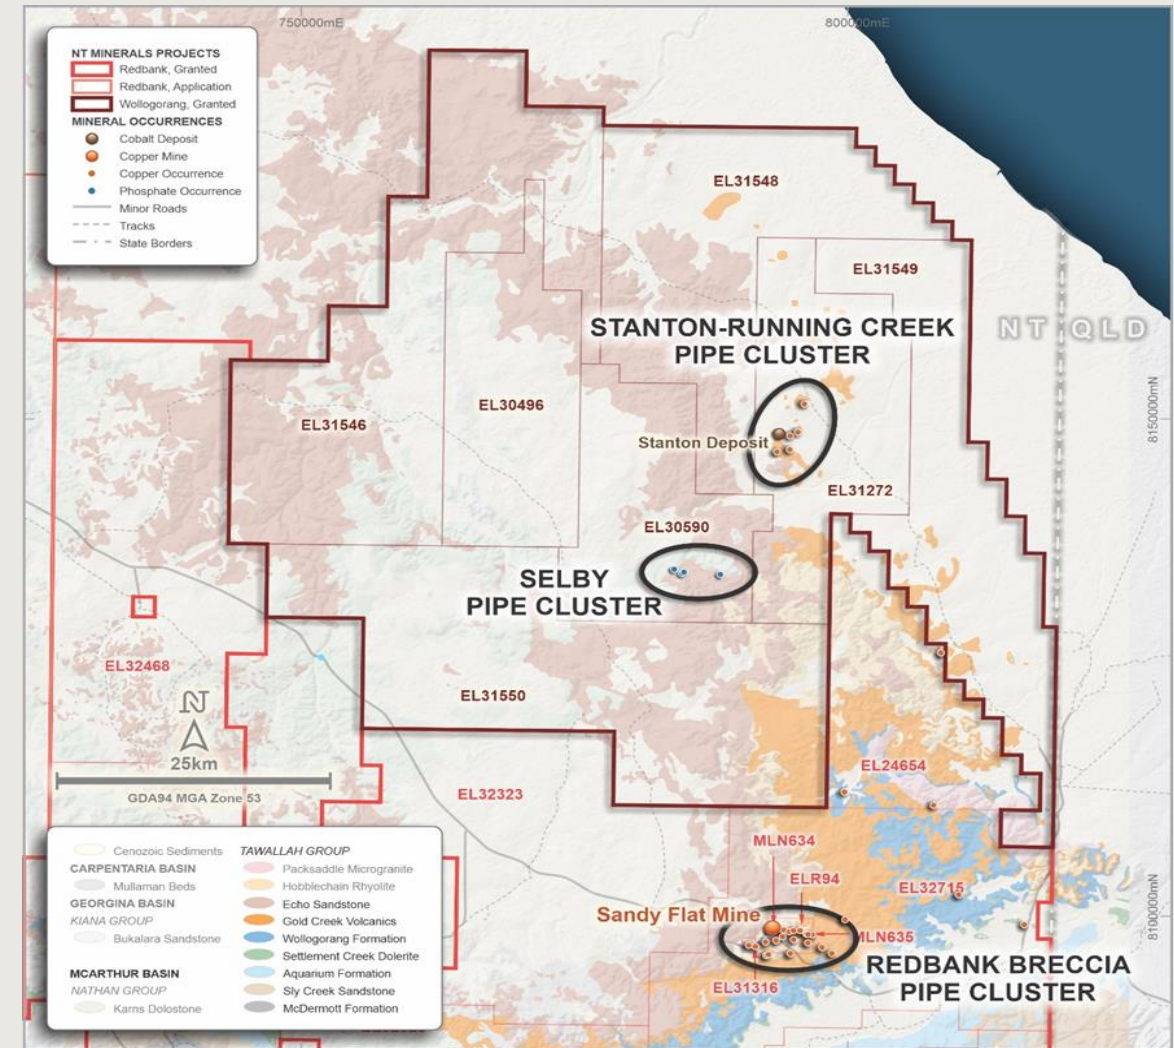 750000mE
800000mE
NT MINERALS PROJECTS
Redbank, Granted
Redbank, Application
Wollogorang, Granted
MINERAL OCCURRENCES
Cobalt Deposit
Copper Mine
Copper Occurrence
Phosphate Occurrence
Minor Roads
Tracks
State Borders
EL31548
EL31549
STANTON-RUNNING CREEK
PIPE CLUSTER
NT QLD
8150000mN
EL30496
EL31546
Stanton Deposit
EL31272
EL30590
SELBY
PIPE CLUSTER
EL32468
EL31550
N
25km
GDA94 MGA Zone 53
EL32323
EL24654
MLN634
ELR94
EL32715
8100000mN
Sandy Flat Mine
MLN635
REDBANK BRECCIA
PIPE CLUSTER
EL31316
Cenozoic Sediments
CARPENTARIA BASIN
Mullaman Beds
GEORGINA BASIN
KIANA GROUP
Bukalara Sandstone
MCARTHUR BASIN
NATHAN GROUP
Karns Dolostone
TAWALLAH GROUP
Packsaddle Microgranite
Hobblechain Rhyolite
Echo Sandstone
Gold Creek Volcanics
Wollogorang Formation
Settlement Creek Dolerite
Aquarium Formation
Sly Creek Sandstone
McDermott Formation